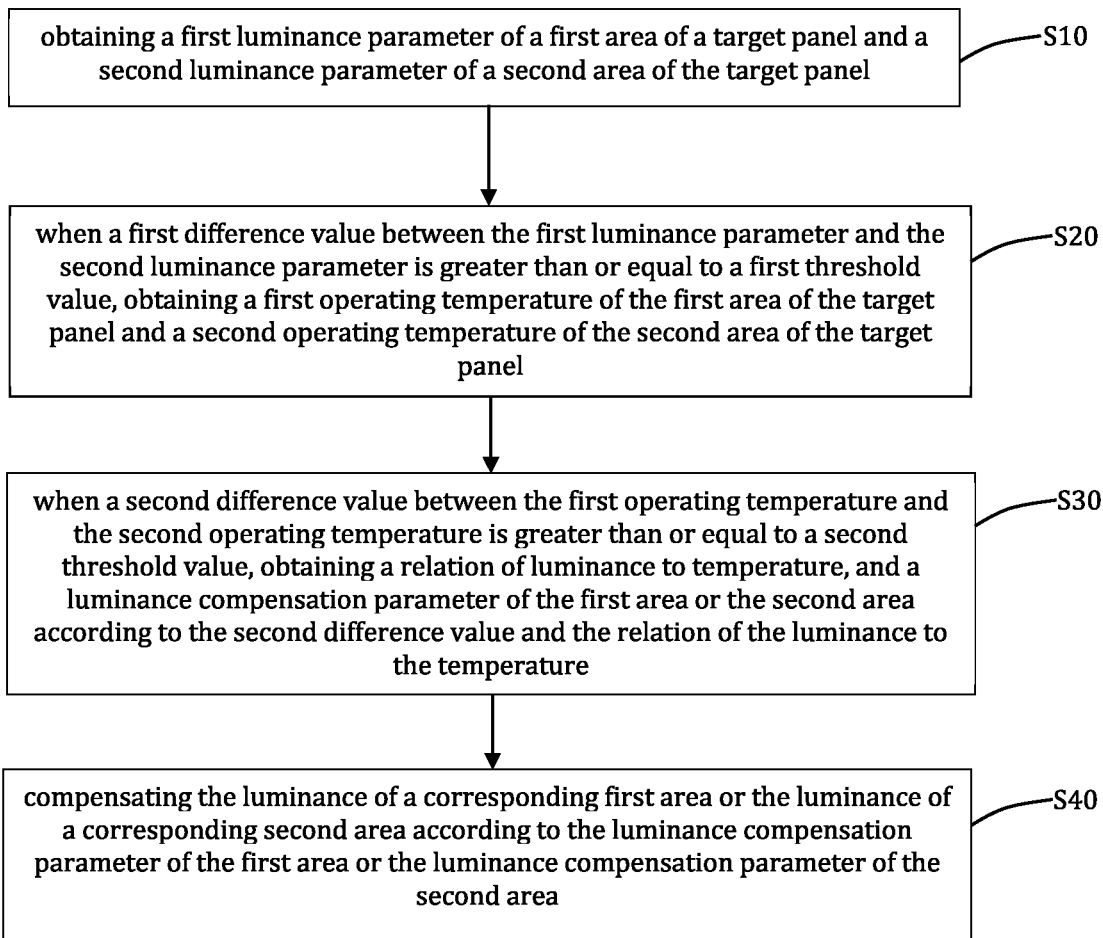 obtaining a first luminance parameter of a first area of a target panel and a
second luminance parameter of a second area of the target panel
S10
when a first difference value between the first luminance parameter and the
second luminance parameter is greater than or equal to a first threshold
value, obtaining a first operating temperature of the first area of the target
panel and a second operating temperature of the second area of the target
panel
S20
when a second difference value between the first operating temperature and
the second operating temperature is greater than or equal to a second
threshold value, obtaining a relation of luminance to temperature, and a
luminance compensation parameter of the first area or the second area
according to the second difference value and the relation of the luminance to
the temperature
S30
compensating the luminance of a corresponding first area or the luminance of
a corresponding second area according to the luminance compensation
parameter of the first area or the luminance compensation parameter of the
second area
S40